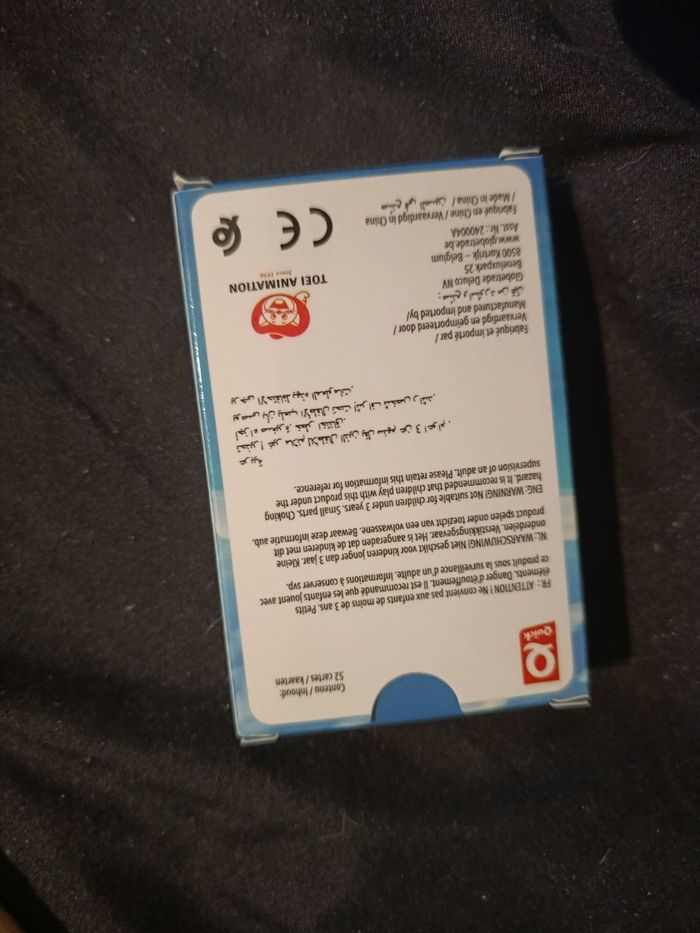 Quick
Contenu / Inhoud:
52 cartes / kaarten
FR : ATTENTION ! Ne convient pas aux enfants de moins de 3 ans. Petits
éléments. Danger d'étouffement. Il est recommandé que les enfants jouent avec
ce produit sous la surveillance d'un adulte. Informations à conserver svp.
NL: WAARSCHUWING! Niet geschikt voor kinderen jonger dan 3 jaar. Kleine
onderdelen. Verstikkingsgevaar. Het is aangeraden dat de kinderen met dit
product spelen onder toezicht van een volwassene. Bewaar deze informatie aub.
ENG: WARNING! Not suitable for children under 3 years. Small parts. Choking
hazard. It is recommended that children play with this product under the
supervision of an adult. Please retain this information for reference.
عربية
Fabriqué et importé par /
Vervaardigd en geïmporteerd door /
Manufactured and imported by/
Globetrade Deluco NV
Beneluxpark 25
8500 Kortrijk – Belgium
www.globetrade.be
Asst. Nr.: 240004A
Fabriqué en Chine / Vervaardigd in China
/ Made in China / صنع في الصين
TOEI ANIMATION
Since 1956
CE